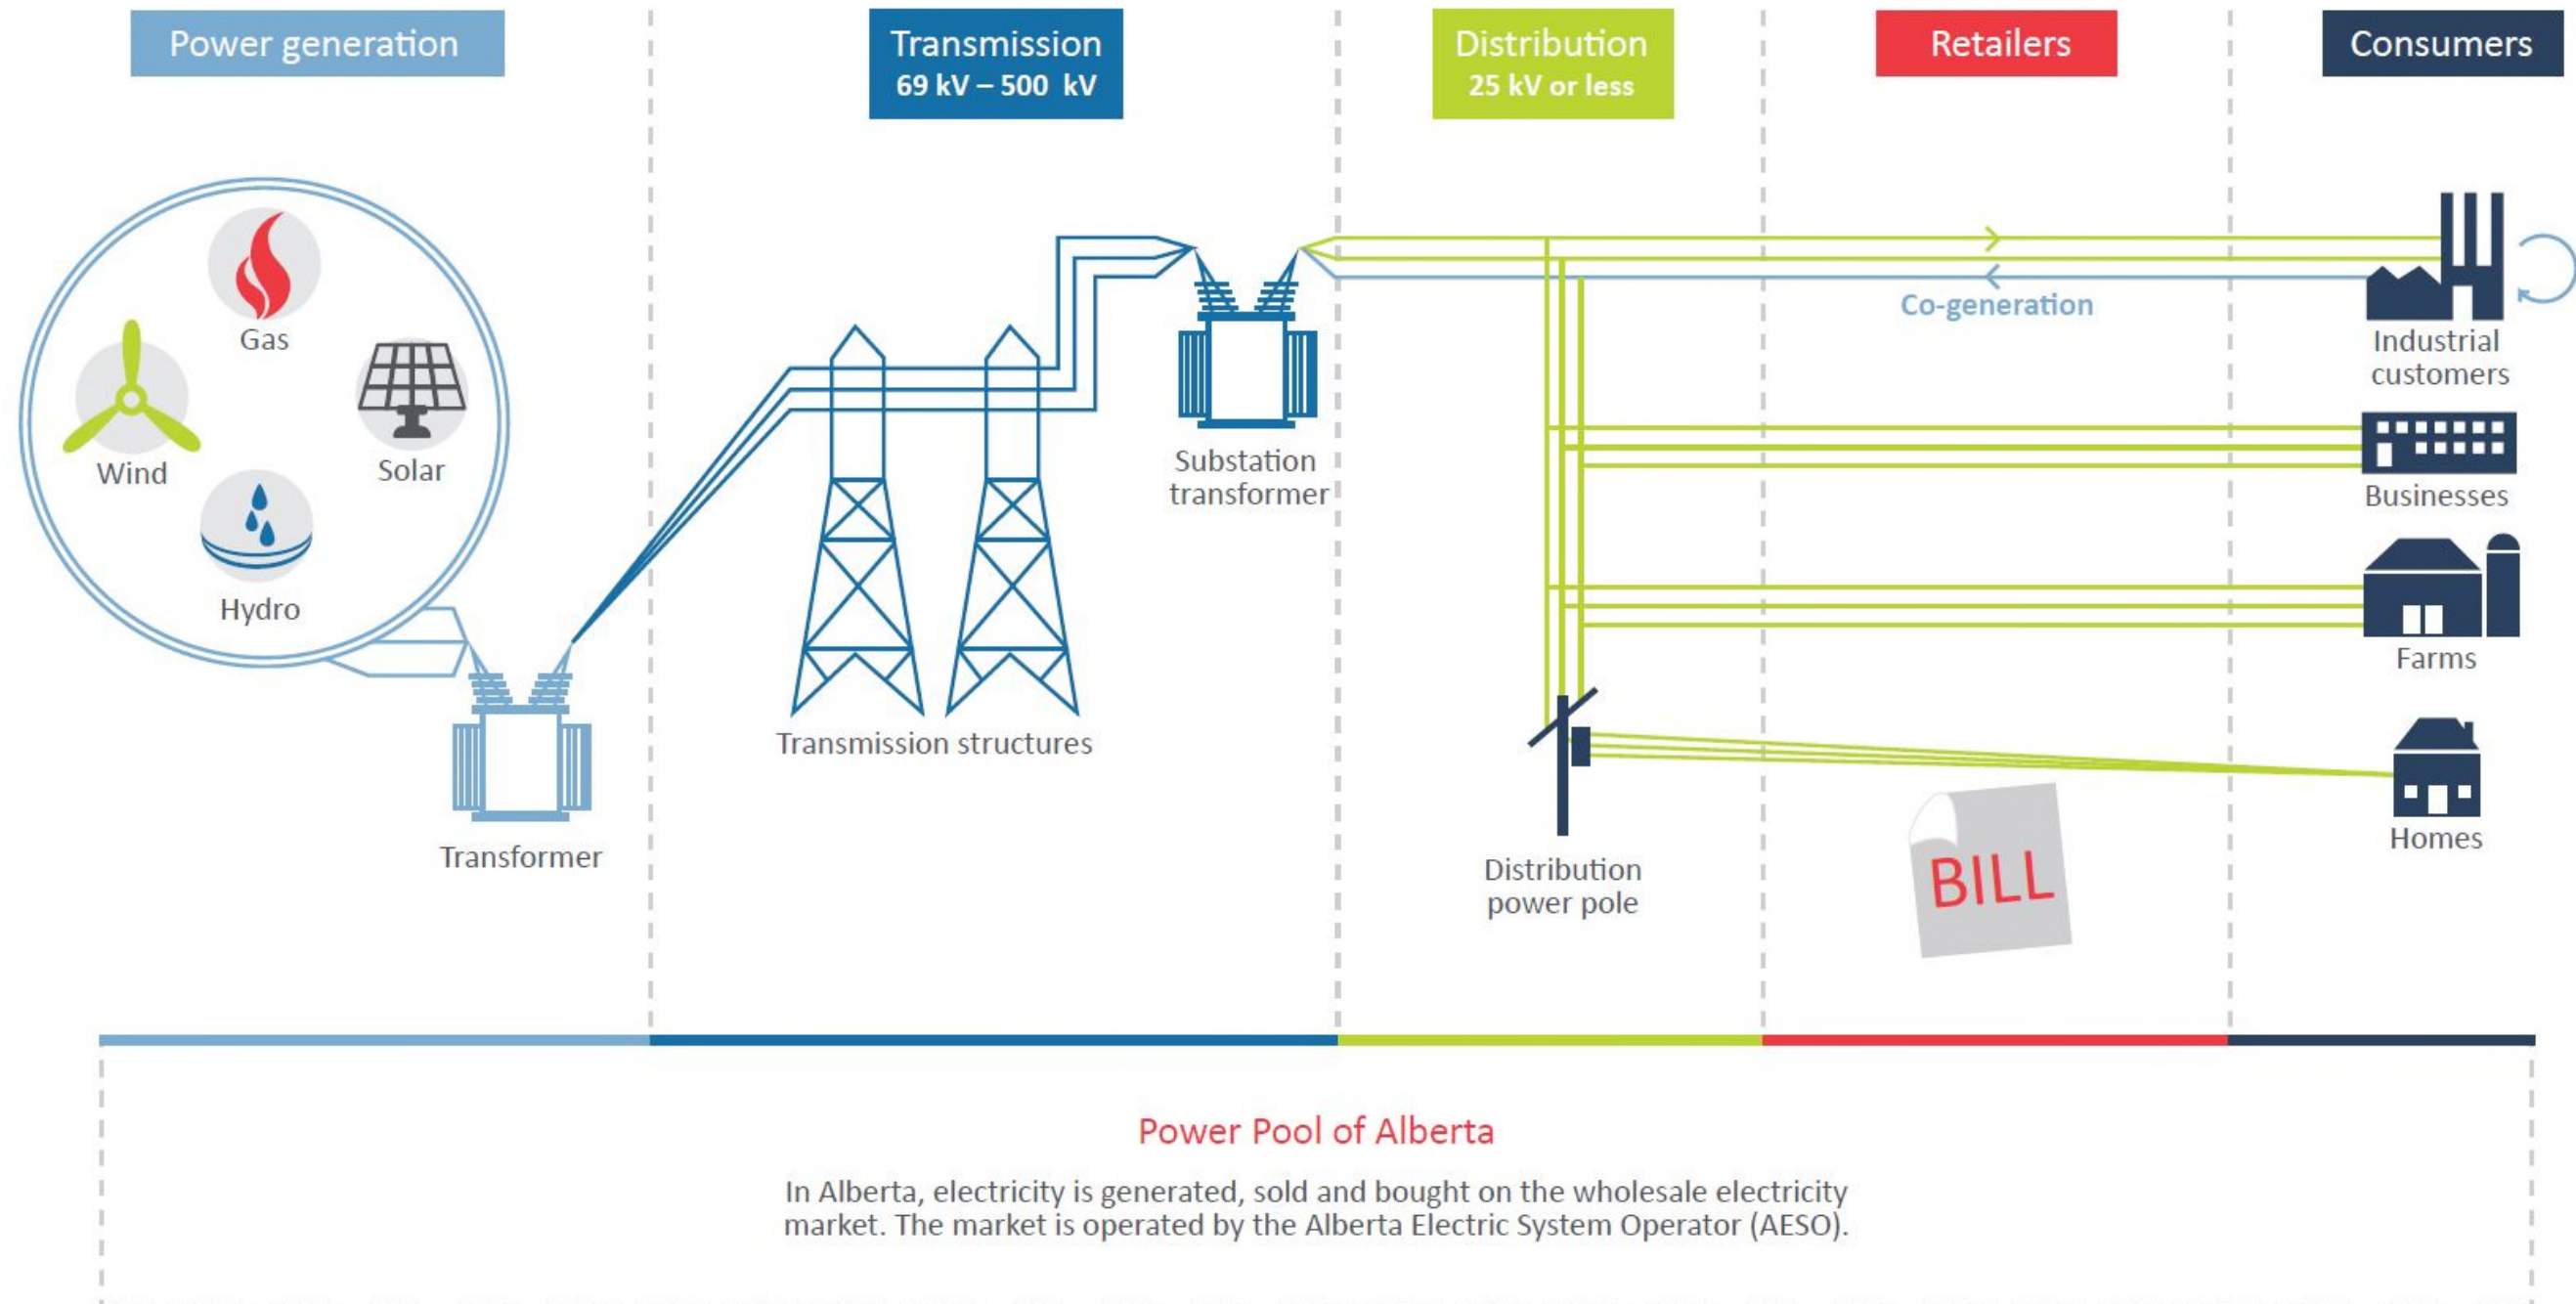 Power generation
Transmission
69 kV – 500 kV
Distribution
25 kV or less
Retailers
Consumers
Gas
Wind
Solar
Hydro
Transformer
Transmission structures
Substation
transformer
Distribution
power pole
Co-generation
BILL
Industrial
customers
Businesses
Farms
Homes
Power Pool of Alberta
In Alberta, electricity is generated, sold and bought on the wholesale electricity
market. The market is operated by the Alberta Electric System Operator (AESO).